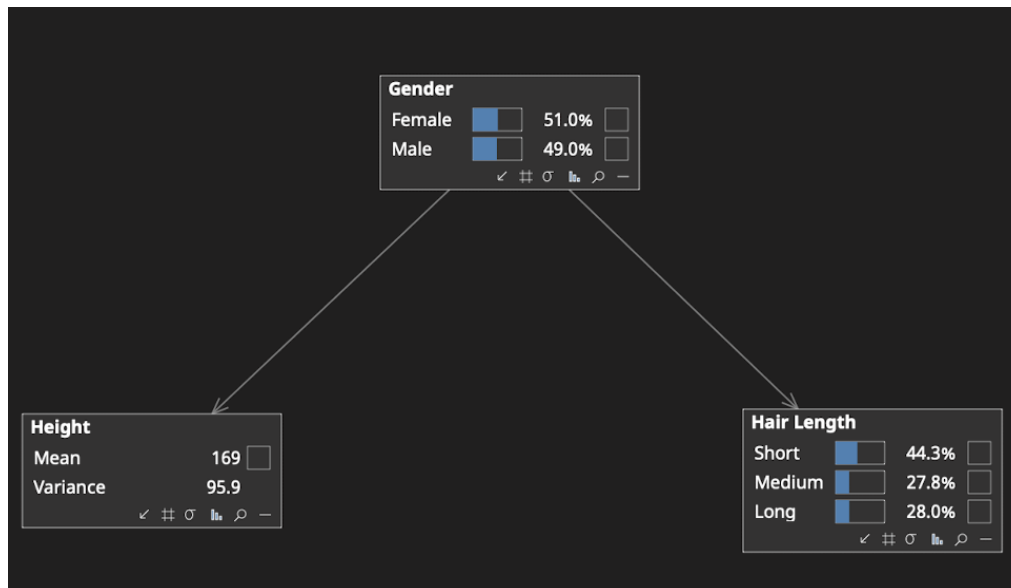 Gender
Female 51.0%
Male 49.0%
σ
Height
Mean 169
Variance 95.9
σ
Hair Length
Short 44.3%
Medium 27.8%
Long 28.0%
σ